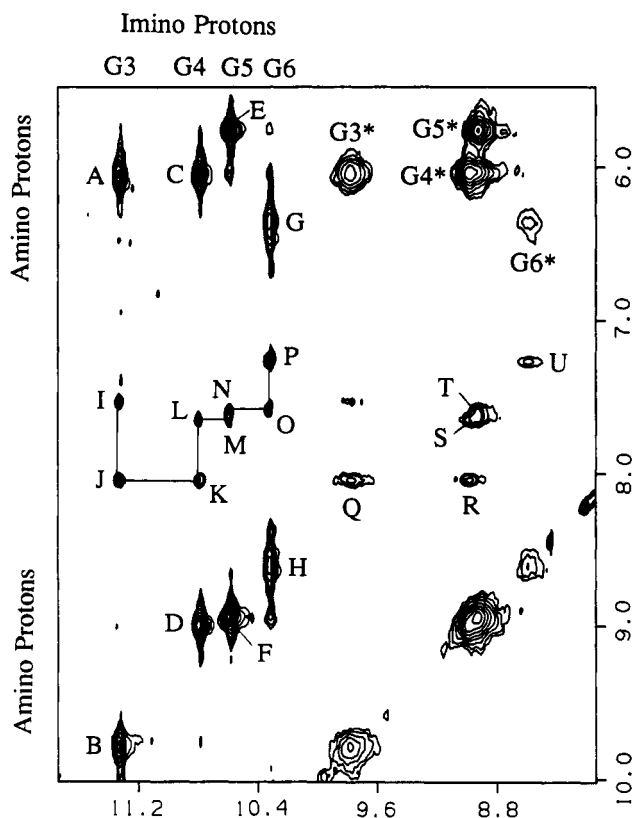 Imino Protons
G3 G4 G5 G6
Amino Protons
Amino Protons
A
C
E
G3*
G5*
G4*
G
G6*
6.0
7.0
P
U
I
L
N
O
M
T
S
J
K
Q
R
8.0
H
D
F
9.0
B
10.0
11.2 10.4 9.6 8.8